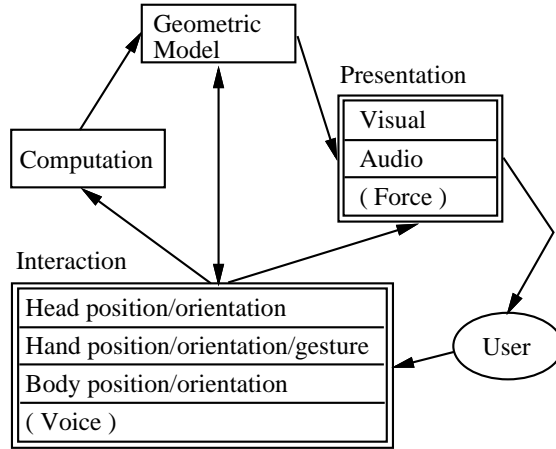 Geometric
Model
Presentation
Visual
Audio
( Force )
Computation
Interaction
Head position/orientation
Hand position/orientation/gesture
Body position/orientation
( Voice )
User